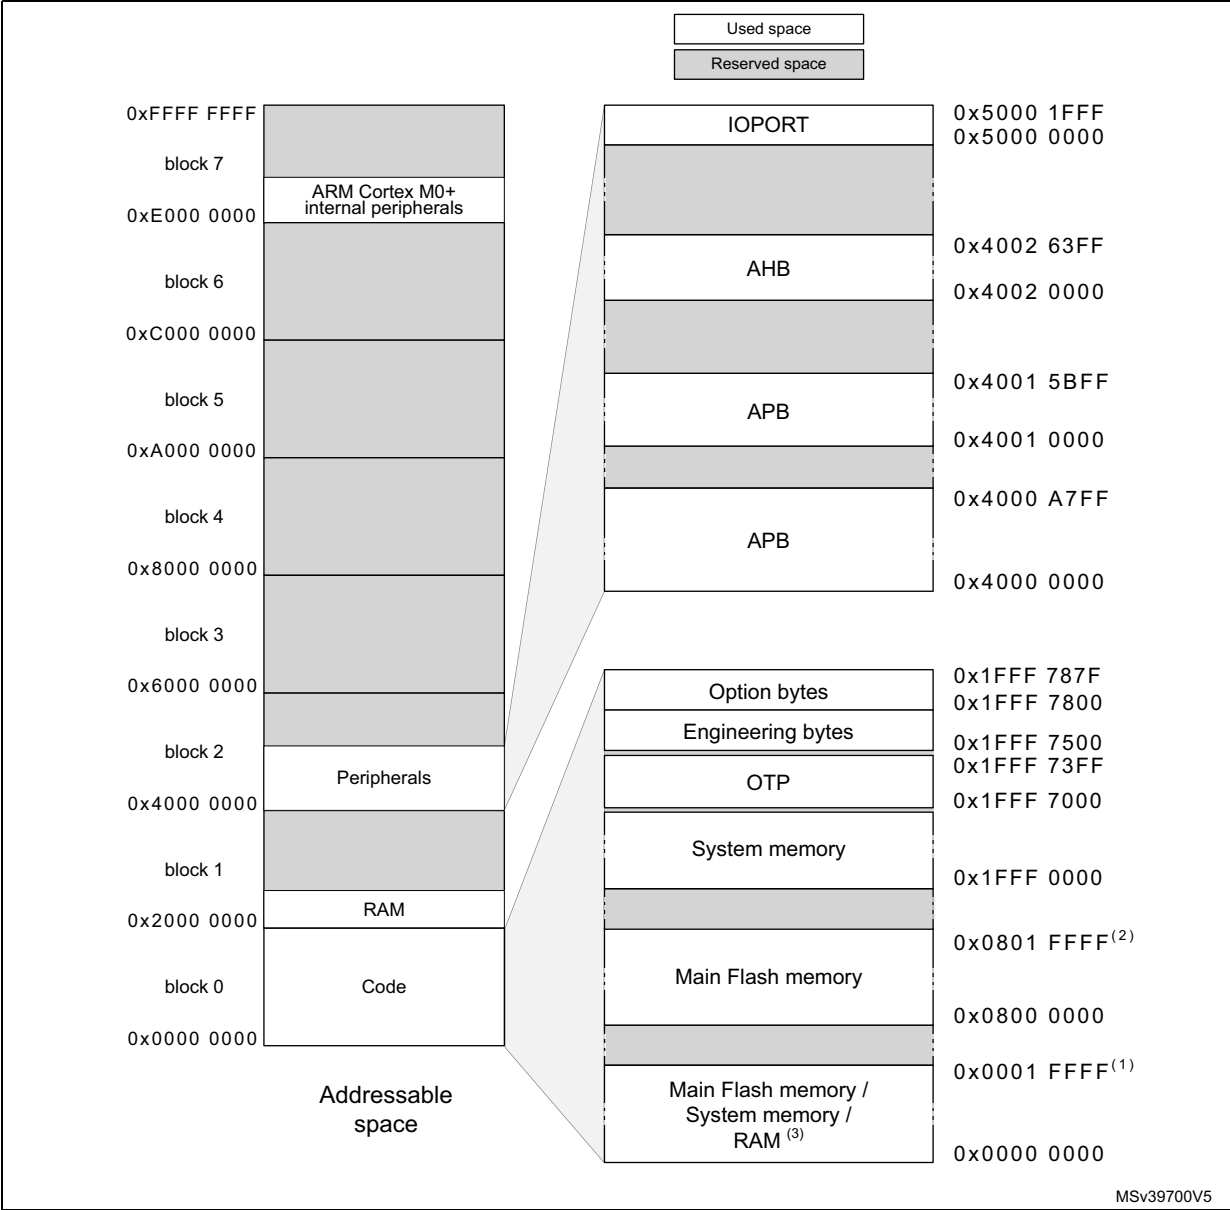 Used space
Reserved space
0xFFFF FFFF
block 7
ARM Cortex M0+
internal peripherals
0xE000 0000
block 6
0xC000 0000
block 5
0xA000 0000
block 4
0x8000 0000
block 3
0x6000 0000
block 2
Peripherals
0x4000 0000
block 1
RAM
0x2000 0000
block 0
Code
0x0000 0000
Addressable
space
IOPORT
0x5000 1FFF
0x5000 0000
AHB
0x4002 63FF
0x4002 0000
APB
0x4001 5BFF
0x4001 0000
APB
0x4000 A7FF
0x4000 0000
Option bytes
0x1FFF 787F
0x1FFF 7800
Engineering bytes
0x1FFF 7500
0x1FFF 73FF
OTP
0x1FFF 7000
System memory
0x1FFF 0000
0x0801 FFFF(2)
Main Flash memory
0x0800 0000
0x0001 FFFF(1)
Main Flash memory /
System memory /
RAM (3)
0x0000 0000
MSv39700V5